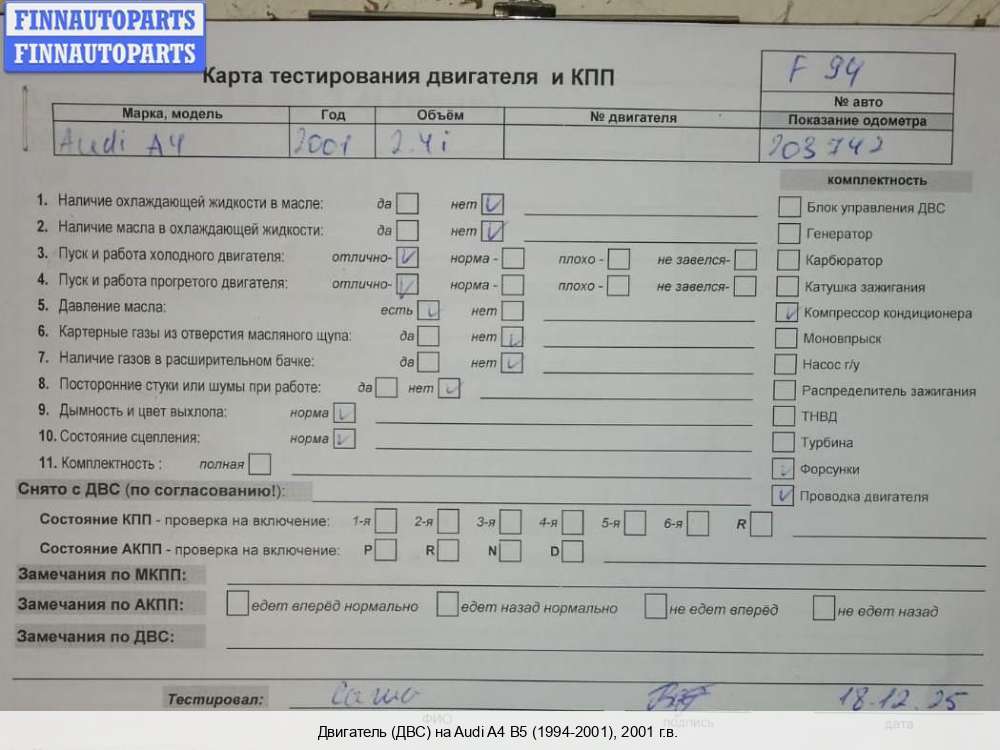 FINNAUTOPARTS
FINNAUTOPARTS
Карта тестирования двигателя и КПП
F 94
№ авто
Марка, модель Год Объём № двигателя Показание одометра
Audi A4 2001 2.4i 203742
комплектность
1. Наличие охлаждающей жидкости в масле: да нет
Блок управления ДВС
2. Наличие масла в охлаждающей жидкости: да нет
Генератор
3. Пуск и работа холодного двигателя: отлично- норма - плохо - не завелся-
Карбюратор
4. Пуск и работа прогретого двигателя: отлично- норма - плохо - не завелся-
Катушка зажигания
5. Давление масла: есть нет
Компрессор кондиционера
6. Картерные газы из отверстия масляного щупа: да нет
Моновпрыск
7. Наличие газов в расширительном бачке: да нет
Насос г/у
8. Посторонние стуки или шумы при работе: да нет
Распределитель зажигания
9. Дымность и цвет выхлопа: норма
ТНВД
10. Состояние сцепления: норма
Турбина
11. Комплектность : полная
Форсунки
Снято с ДВС (по согласованию!):
Проводка двигателя
Состояние КПП - проверка на включение: 1-я 2-я 3-я 4-я 5-я 6-я R
Состояние АКПП - проверка на включение: P R N D
Замечания по МКПП:
Замечания по АКПП: едет вперёд нормально едет назад нормально не едет вперёд не едет назад
Замечания по ДВС:
Тестировал: Саша 18.12.25
ФИО подпись дата
Двигатель (ДВС) на Audi A4 B5 (1994-2001), 2001 г.в.